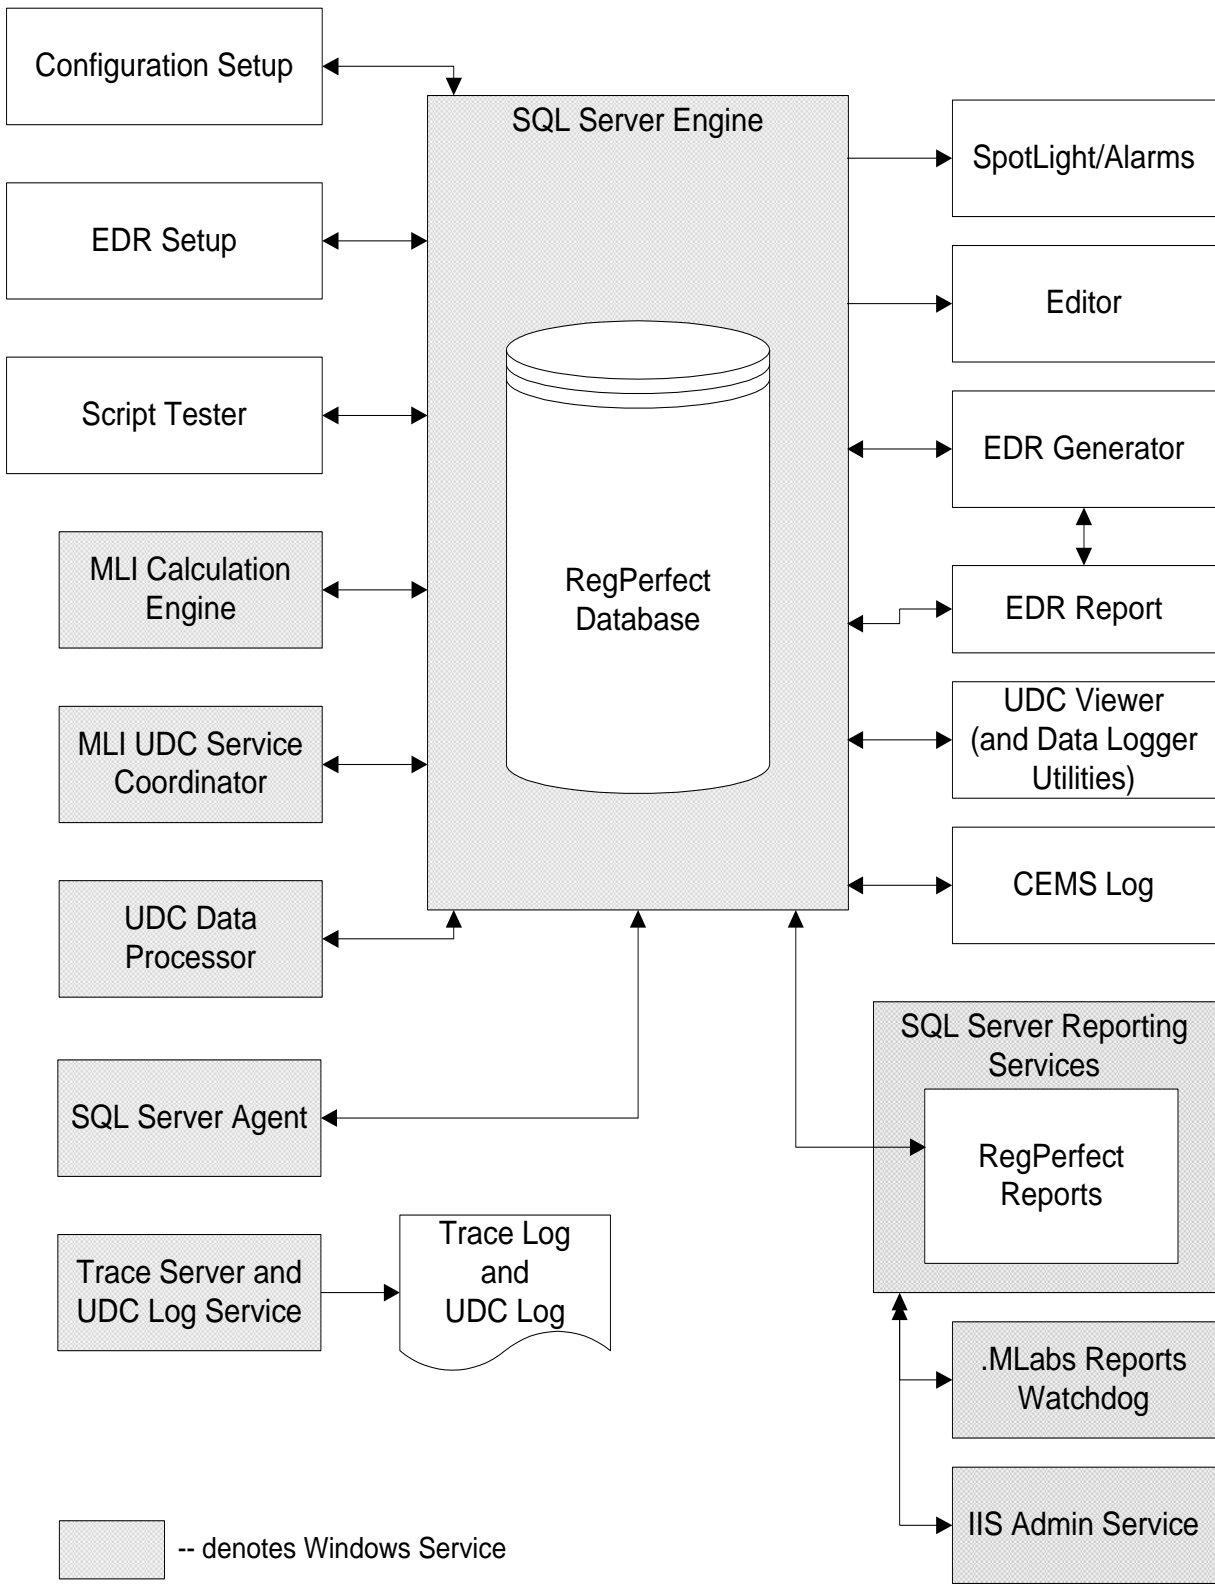 Configuration Setup
SQL Server Engine
SpotLight/Alarms
EDR Setup
Editor
Script Tester
EDR Generator
MLI Calculation
Engine
RegPerfect
Database
EDR Report
MLI UDC Service
Coordinator
UDC Viewer
(and Data Logger
Utilities)
CEMS Log
UDC Data
Processor
SQL Server Reporting
Services
SQL Server Agent
RegPerfect
Reports
Trace Server and
UDC Log Service
Trace Log
and
UDC Log
.MLabs Reports
Watchdog
IIS Admin Service
-- denotes Windows Service